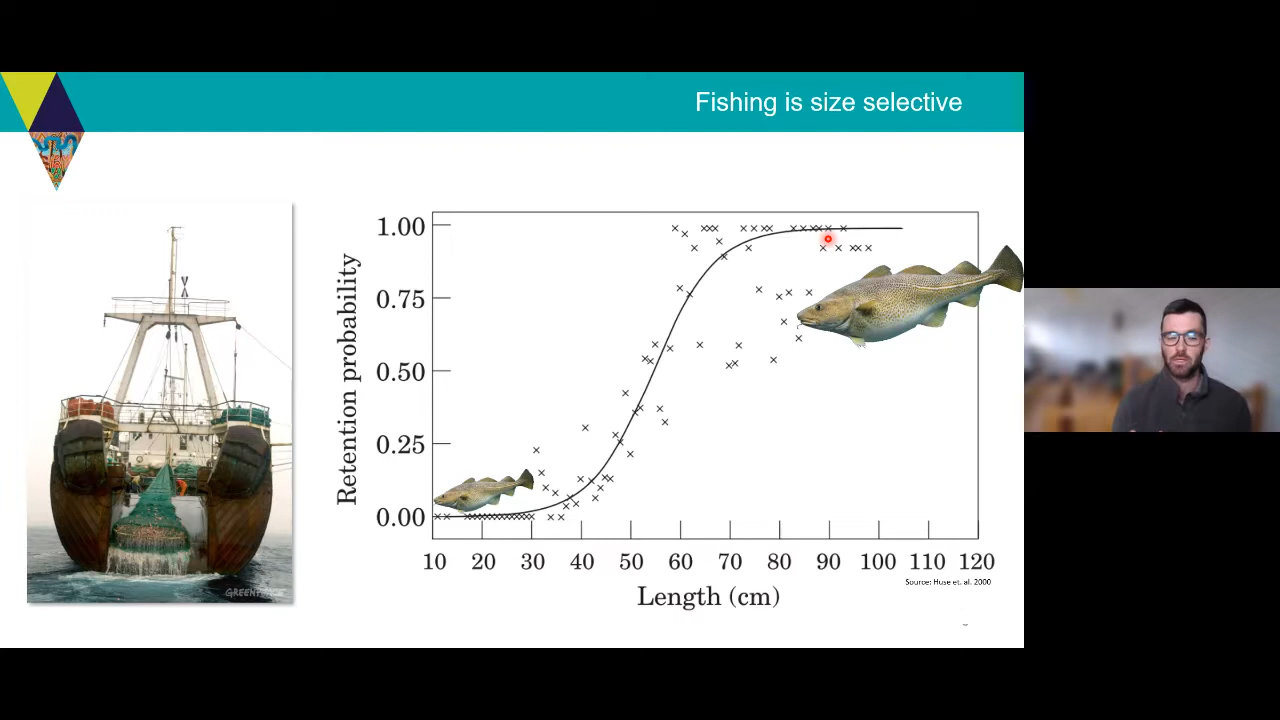 Fishing is size selective
1.00
0.75
0.50
0.25
0.00
Retention probability
10 20 30 40 50 60 70 80 90 100 110 120
Length (cm)
Source: Huse et. al. 2000